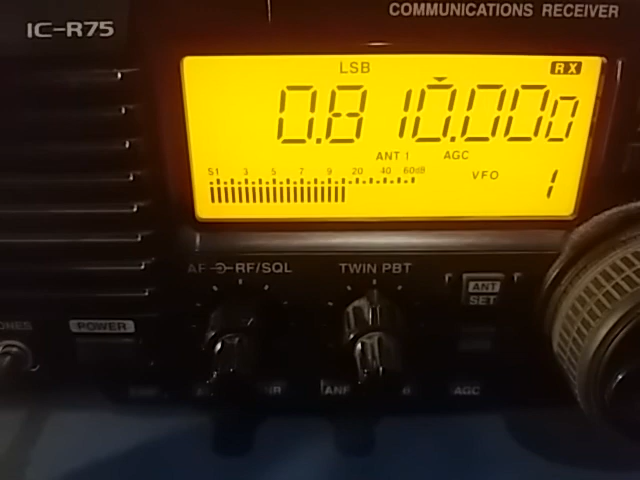 COMMUNICATIONS RECEIVER
IC-R75
LSB RX
0.810.000
ANT 1 AGC
S1 3 5 7 9 20 40 60dB
VFO 1
AF RF/SQL TWIN PBT
ANT
SET
POWER
ANF AGC